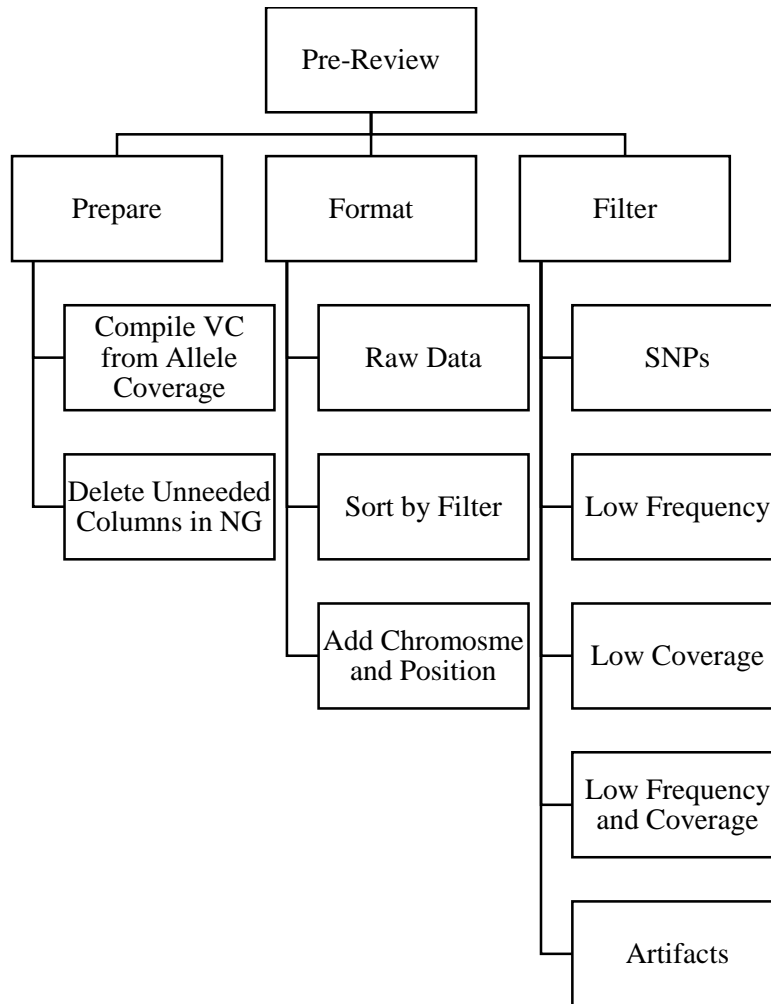 Pre-Review
Prepare
Format
Filter
Compile VC
from Allele
Coverage
Raw Data
SNPs
Delete Unneeded
Columns in NG
Sort by Filter
Low Frequency
Add Chromosme
and Position
Low Coverage
Low Frequency
and Coverage
Artifacts